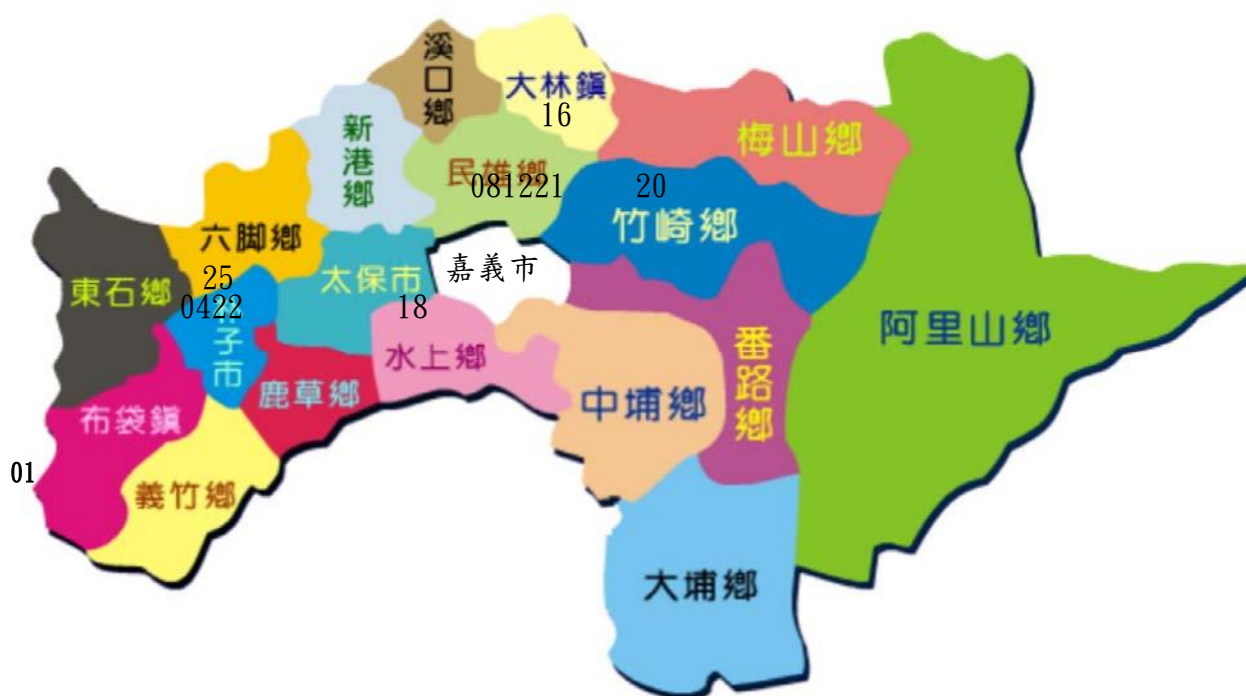 溪口鄉
大林鎮
16
新港鄉
梅山鄉
民雄鄉
081221
20
竹崎鄉
六腳鄉
嘉義市
太保市
東石鄉
25
0422
子市
18
阿里山鄉
水上鄉
番路鄉
鹿草鄉
中埔鄉
布袋鎮
01
義竹鄉
大埔鄉